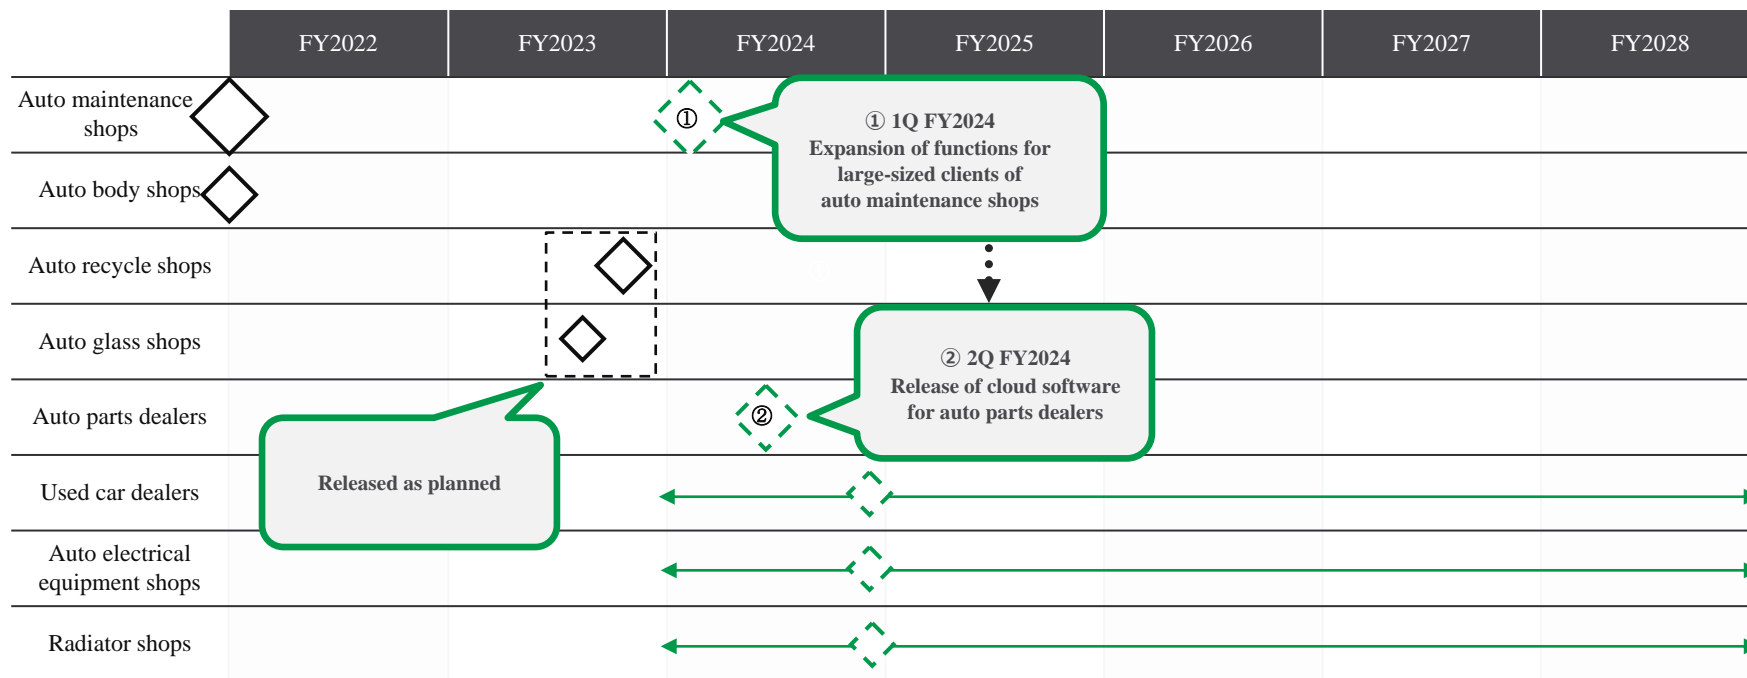 FY2022
FY2023
FY2024
FY2025
FY2026
FY2027
FY2028
Auto maintenance
shops
①
① 1Q FY2024
Expansion of functions for
large-sized clients of
auto maintenance shops
Auto body shops
Auto recycle shops
Auto glass shops
② 2Q FY2024
Release of cloud software
for auto parts dealers
Auto parts dealers
②
Released as planned
Used car dealers
Auto electrical
equipment shops
Radiator shops